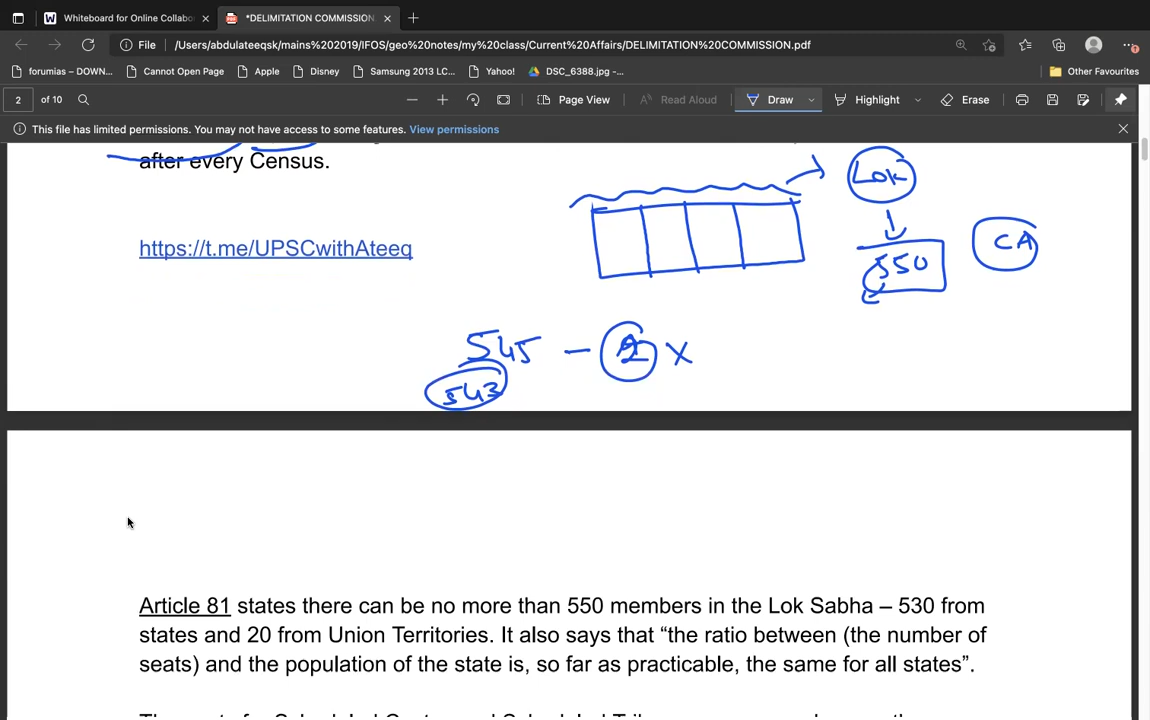 Whiteboard for Online Collabo
*DELIMITATION COMMISSION
File /Users/abdulateeqsk/mains%202019/IFOS/geo%20notes/my%20class/Current%20Affairs/DELIMITATION%20COMMISSION.pdf
forumias – DOWN... Cannot Open Page Apple Disney Samsung 2013 LC... Yahoo! DSC_6388.jpg -... Other Favourites
2 of 10 Page View Read Aloud Draw Highlight Erase
This file has limited permissions. You may not have access to some features. View permissions
after every Census.
LOK
https://t.me/UPSCwithAteeq
CA
550
545 – 2 X
543
Article 81 states there can be no more than 550 members in the Lok Sabha – 530 from
states and 20 from Union Territories. It also says that “the ratio between (the number of
seats) and the population of the state is, so far as practicable, the same for all states”.